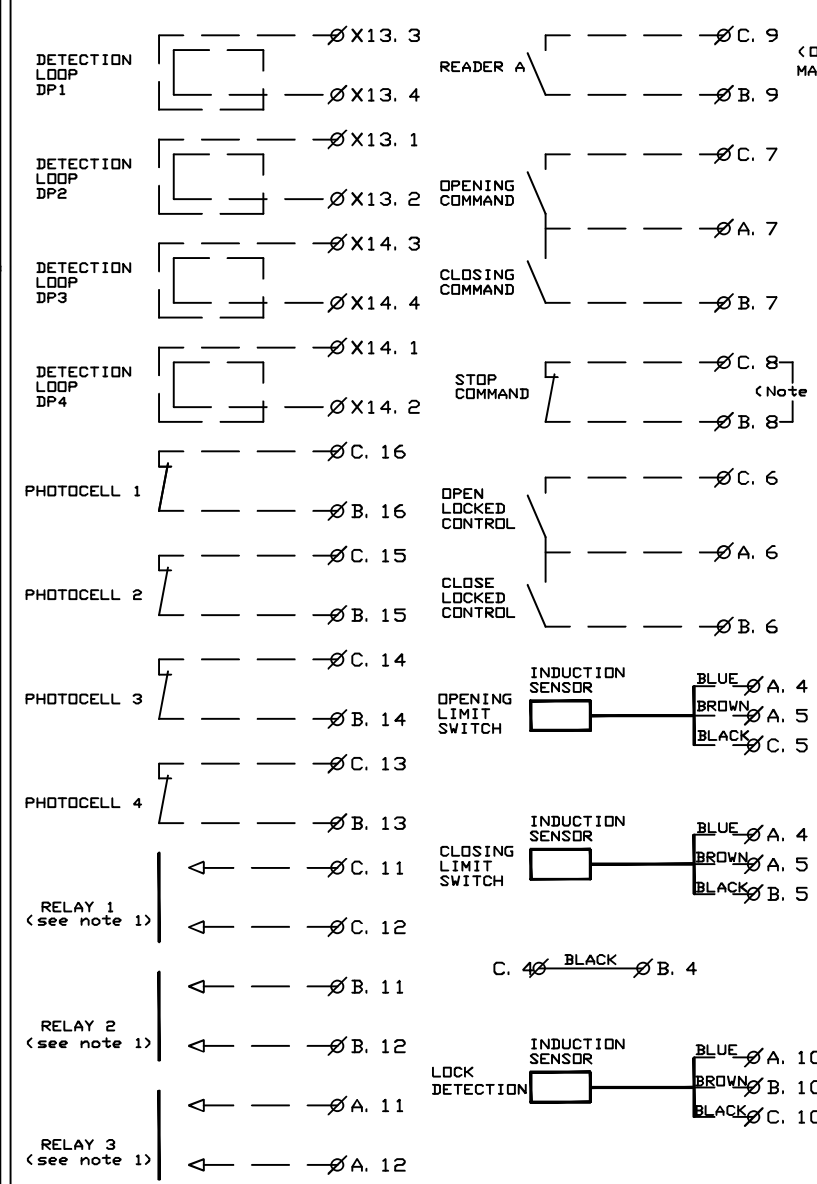 DETECTION
LOOP
DP1
X13. 3
X13. 4
DETECTION
LOOP
DP2
X13. 1
X13. 2
DETECTION
LOOP
DP3
X14. 3
X14. 4
DETECTION
LOOP
DP4
X14. 1
X14. 2
PHOTOCELL 1
C. 16
B. 16
PHOTOCELL 2
C. 15
B. 15
PHOTOCELL 3
C. 14
B. 14
PHOTOCELL 4
C. 13
B. 13
RELAY 1
(see note 1)
C. 11
C. 12
RELAY 2
(see note 1)
B. 11
B. 12
RELAY 3
(see note 1)
A. 11
A. 12
READER A
C. 9
B. 9
MA
OPENING
COMMAND
C. 7
A. 7
CLOSING
COMMAND
B. 7
STOP
COMMAND
C. 8
(Note
B. 8
OPEN
LOCKED
CONTROL
C. 6
A. 6
CLOSE
LOCKED
CONTROL
B. 6
OPENING
LIMIT
SWITCH
INDUCTION
SENSOR
BLUE A. 4
BROWN A. 5
BLACK C. 5
CLOSING
LIMIT
SWITCH
INDUCTION
SENSOR
BLUE A. 4
BROWN A. 5
BLACK B. 5
C. 4 BLACK B. 4
LOCK
DETECTION
INDUCTION
SENSOR
BLUE A. 10
BROWN B. 10
BLACK C. 10